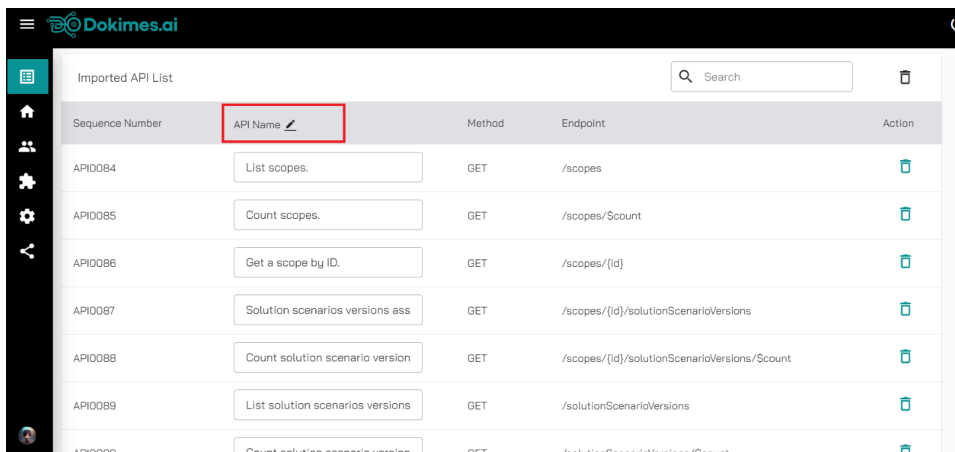 Dokimes.ai
Imported API List
Search
Sequence Number API Name Method Endpoint Action
API0084 List scopes. GET /scopes
API0085 Count scopes. GET /scopes/$count
API0086 Get a scope by ID. GET /scopes/{id}
API0087 Solution scenarios versions ass GET /scopes/{id}/solutionScenarioVersions
API0088 Count solution scenario version GET /scopes/{id}/solutionScenarioVersions/$count
API0089 List solution scenarios versions GET /solutionScenarioVersions